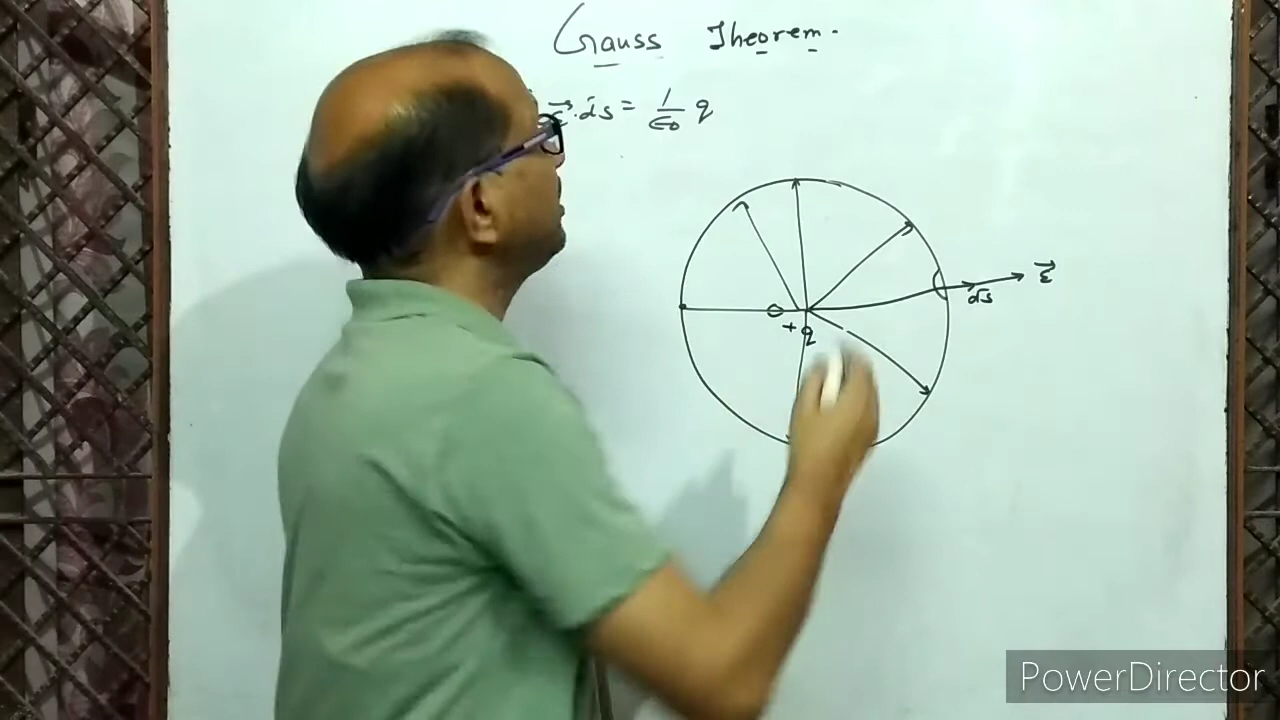 Gauss Theorem.
. ds = 1/ε0 q
E
ds
+q
PowerDirector